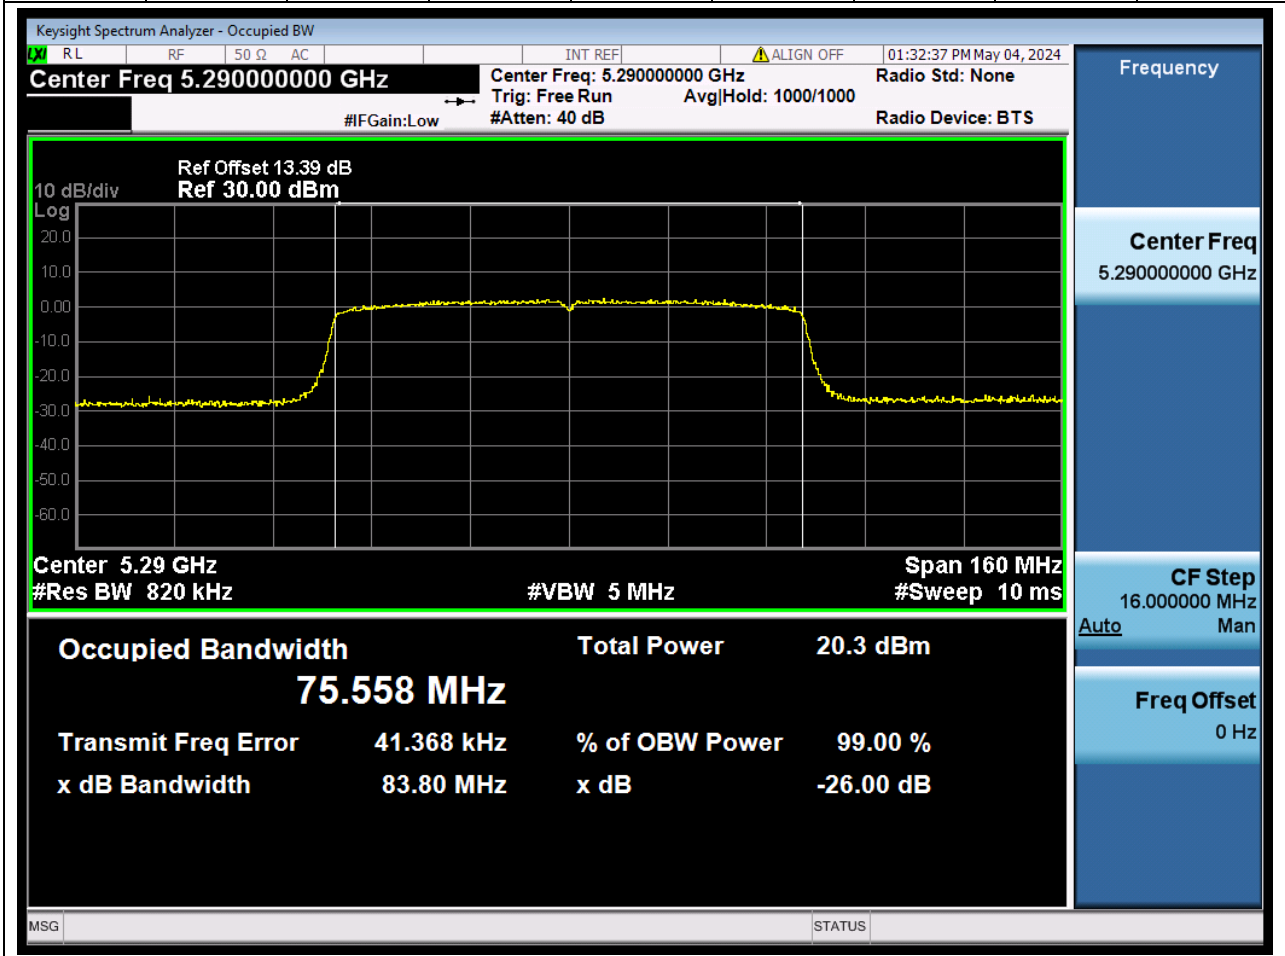 Keysight Spectrum Analyzer - Occupied BW
LXI RL RF 50 Ω AC INT REF ALIGN OFF 01:32:37 PM May 04, 2024
Center Freq 5.290000000 GHz
Center Freq: 5.290000000 GHz Radio Std: None
Trig: Free Run Avg|Hold: 1000/1000
#IFGain:Low #Atten: 40 dB Radio Device: BTS
Ref Offset 13.39 dB
10 dB/div Ref 30.00 dBm
Log
20.0
10.0
0.00
-10.0
-20.0
-30.0
-40.0
-50.0
-60.0
Center 5.29 GHz Span 160 MHz
#Res BW 820 kHz #VBW 5 MHz #Sweep 10 ms
Occupied Bandwidth Total Power 20.3 dBm
75.558 MHz
Transmit Freq Error 41.368 kHz % of OBW Power 99.00 %
x dB Bandwidth 83.80 MHz x dB -26.00 dB
MSG STATUS
Frequency
Center Freq
5.290000000 GHz
CF Step
16.000000 MHz
Auto Man
Freq Offset
0 Hz